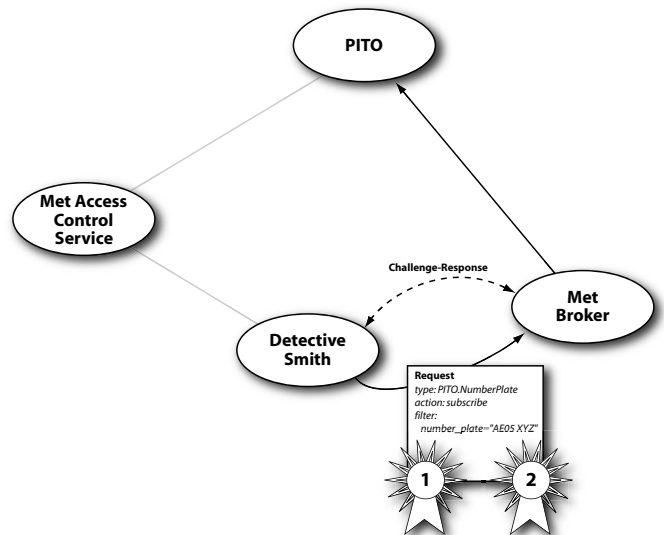 PITO
Met Access
Control
Service
Challenge-Response
Met
Broker
Detective
Smith
Request
type: PITO.NumberPlate
action: subscribe
filter:
number_plate="AE05 XYZ"
1
2